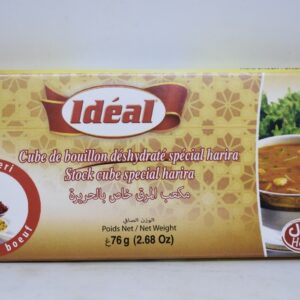 Idéal
Cube de bouillon déshydraté spécial harira
Stock cube special harira
مكعب المرق خاص بالحريرة
الوزن الصافي
Poids Net / Net Weight
76 g (2.68 Oz) غ
boeuf